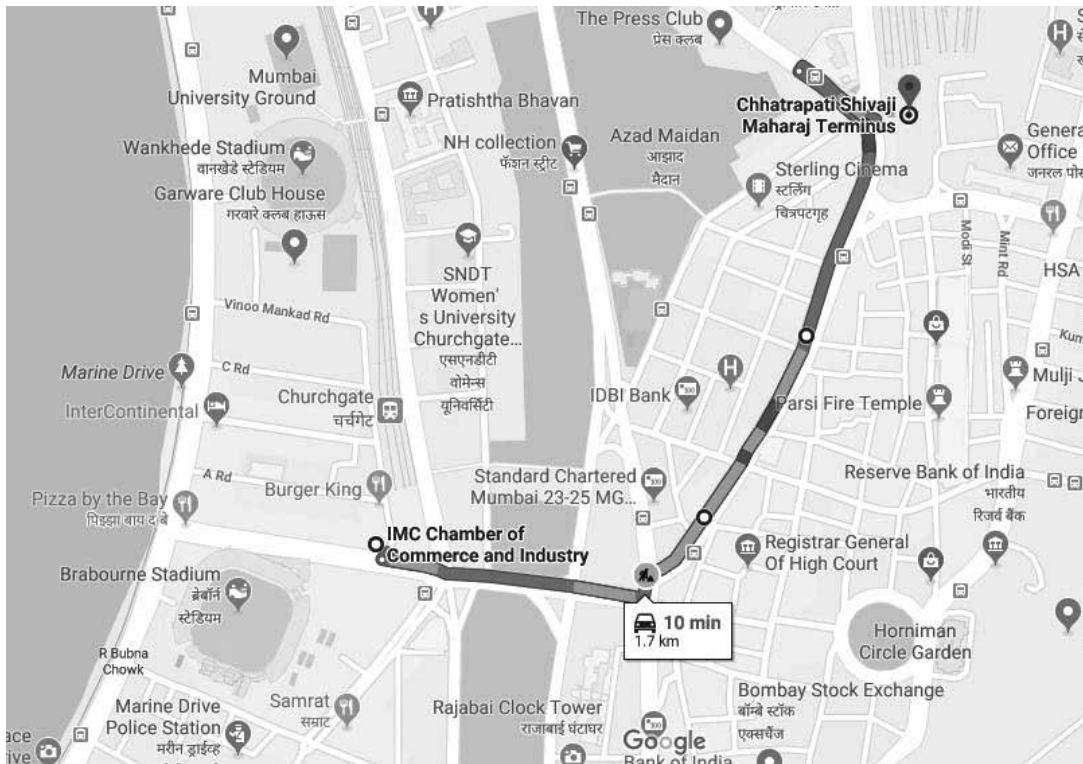 The Press Club
प्रेस क्लब
Mumbai
University Ground
Pratishtha Bhavan
Chhatrapati Shivaji
Maharaj Terminus
Wankhede Stadium
वानखेडे स्टेडियम
NH collection
फॅशन स्ट्रीट
Azad Maidan
आझाद
मैदान
General
Office
जनरल पोस
Garware Club House
गरवारे क्लब हाऊस
Sterling Cinema
स्टर्लिंग
चित्रपटगृह
Modi St
Mint Rd
HSA
SNDT
Women'
s University
Churchgate...
एसएनडीटी
वोमेन्स
यूनिवर्सिटी
Vinoo Mankad Rd
Kum
C Rd
Marine Drive
Mulji J
InterContinental
Churchgate
चर्चगेट
IDBI Bank
Parsi Fire Temple
Foreign
A Rd
Burger King
Standard Chartered
Mumbai 23-25 MG...
Reserve Bank of India
भारतीय
रिजर्व बैंक
Pizza by the Bay
पिझ्झा बाय द बे
IMC Chamber of
Commerce and Industry
Registrar General
Of High Court
Brabourne Stadium
ब्रेबॉर्न
स्टेडियम
10 min
1.7 km
Horniman
Circle Garden
R Bubna
Chowk
Samrat
सम्राट
Marine Drive
Police Station
मरीन ड्राईव्ह
Rajabai Clock Tower
राजाबाई घंटाघर
Bombay Stock Exchange
बॉम्बे स्टॉक
एक्सचेंज
ace
rive
Google
Bank of India